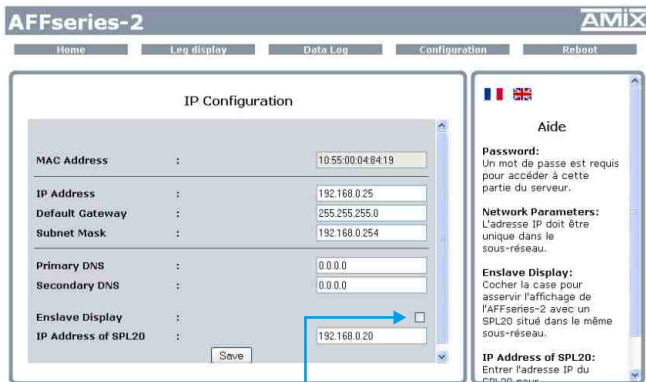 AFFseries-2
AMIX
Home Leg display Data Log Configuration Reboot
IP Configuration
MAC Address : 10:55:00:04:84:19
IP Address : 192.168.0.25
Default Gateway : 255.255.255.0
Subnet Mask : 192.168.0.254
Primary DNS : 0.0.0.0
Secondary DNS : 0.0.0.0
Enslave Display :
IP Address of SPL20 : 192.168.0.20
Save
Aide
Password:
Un mot de passe est requis
pour accéder à cette
partie du serveur.
Network Parameters:
L'adresse IP doit être
unique dans le
sous-réseau.
Enslave Display:
Cocher la case pour
asservir l'affichage de
l'AFFseries-2 avec un
SPL20 situé dans le même
sous-réseau.
IP Address of SPL20:
Entrer l'adresse IP du
SPL20 pour